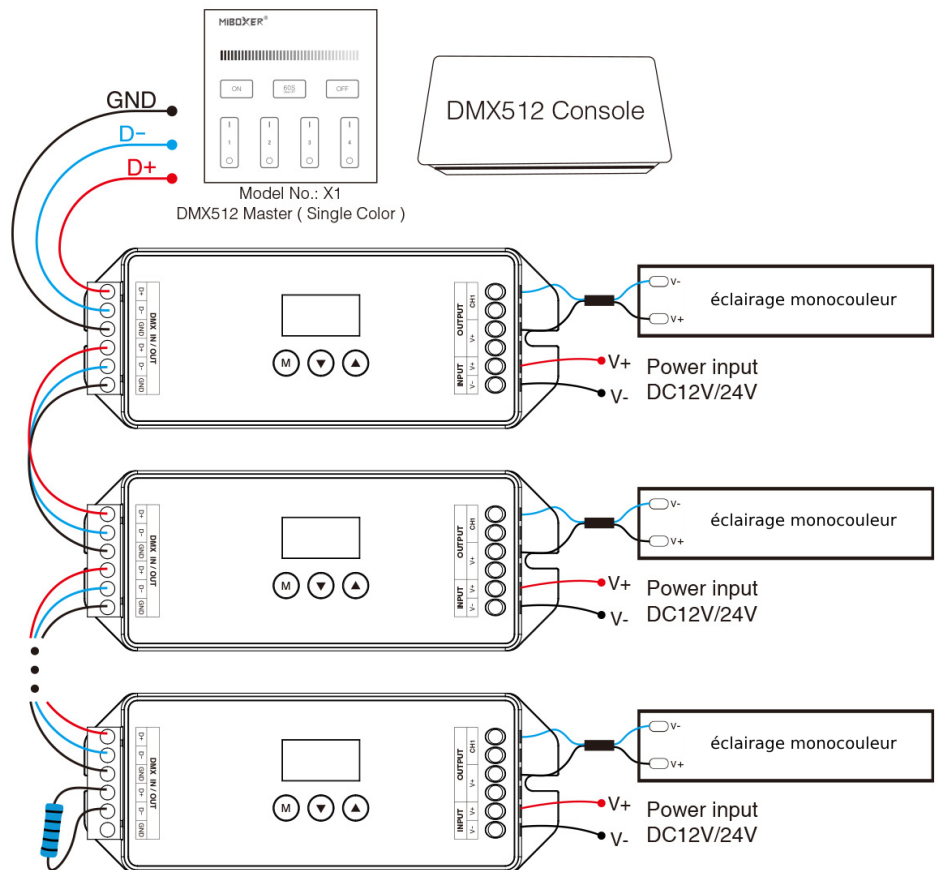 MIBOXER®
ON
60S
OFF
1
2
3
4
GND
D−
D+
Model No.: X1
DMX512 Master ( Single Color )
DMX512 Console
D+
D-
GND
D+
D-
GND
DMX IN/OUT
M
OUTPUT
CH1
V+
INPUT
V+
V-
V-
V+
éclairage monocouleur
V+
V-
Power input
DC12V/24V
D+
D-
GND
D+
D-
GND
DMX IN/OUT
M
OUTPUT
CH1
V+
INPUT
V+
V-
V-
V+
éclairage monocouleur
V+
V-
Power input
DC12V/24V
D+
D-
GND
D+
D-
GND
DMX IN/OUT
M
OUTPUT
CH1
V+
INPUT
V+
V-
V-
V+
éclairage monocouleur
V+
V-
Power input
DC12V/24V